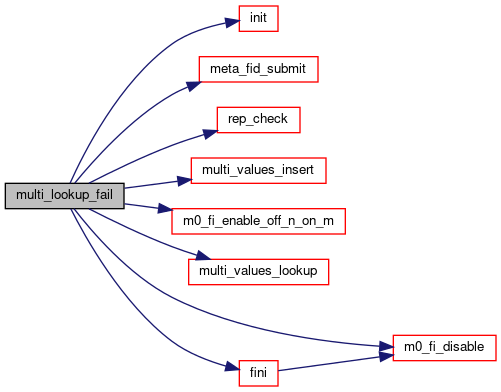 init
meta_fid_submit
rep_check
multi_values_insert
multi_lookup_fail
m0_fi_enable_off_n_on_m
multi_values_lookup
m0_fi_disable
fini